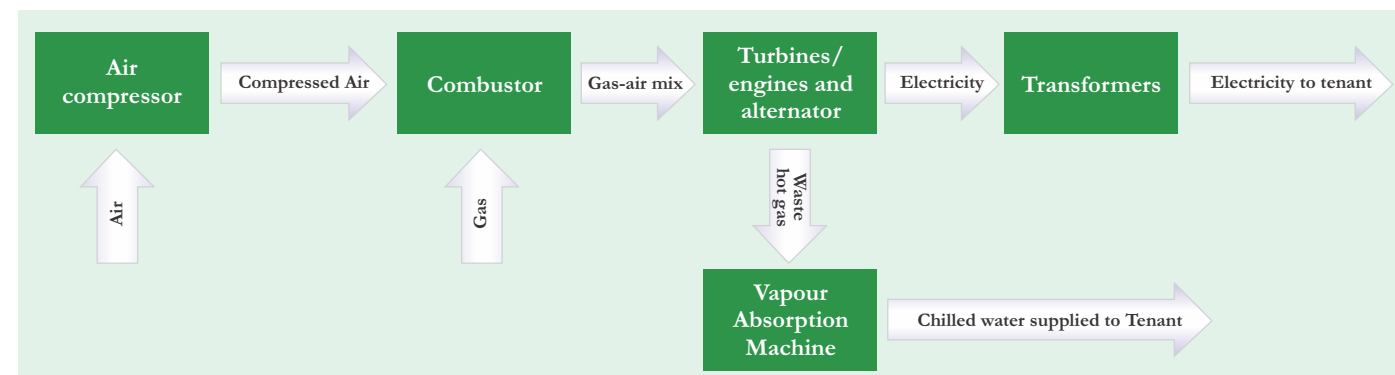 Air
compressor
Compressed Air
Combustor
Gas-air mix
Turbines/
engines and
alternator
Electricity
Transformers
Electricity to tenant
Air
Gas
Waste
hot gas
Vapour
Absorption
Machine
Chilled water supplied to Tenant